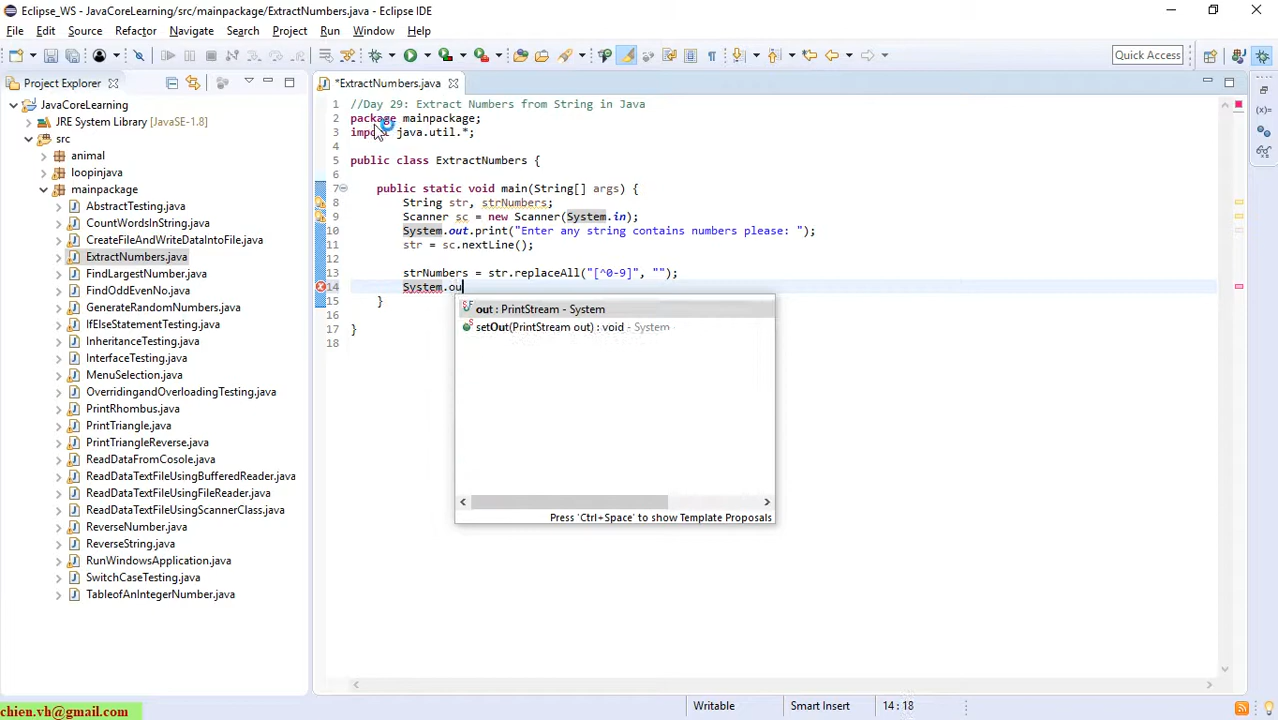 Eclipse_WS - JavaCoreLearning/src/mainpackage/ExtractNumbers.java - Eclipse IDE
File Edit Source Refactor Navigate Search Project Run Window Help
Quick Access
Project Explorer
*ExtractNumbers.java
JavaCoreLearning
JRE System Library [JavaSE-1.8]
src
animal
loopinjava
mainpackage
AbstractTesting.java
CountWordsInString.java
CreateFileAndWriteDataIntoFile.java
ExtractNumbers.java
FindLargestNumber.java
FindOddEvenNo.java
GenerateRandomNumbers.java
IfElseStatementTesting.java
InheritanceTesting.java
InterfaceTesting.java
MenuSelection.java
OverridingandOverloadingTesting.java
PrintRhombus.java
PrintTriangle.java
PrintTriangleReverse.java
ReadDataFromCosole.java
ReadDataTextFileUsingBufferedReader.java
ReadDataTextFileUsingFileReader.java
ReadDataTextFileUsingScannerClass.java
ReverseNumber.java
ReverseString.java
RunWindowsApplication.java
SwitchCaseTesting.java
TableofAnIntegerNumber.java
1 //Day 29: Extract Numbers from String in Java
2 package mainpackage;
3 import java.util.*;
4
5 public class ExtractNumbers {
6
7 public static void main(String[] args) {
8 String str, strNumbers;
9 Scanner sc = new Scanner(System.in);
10 System.out.print("Enter any string contains numbers please: ");
11 str = sc.nextLine();
12
13 strNumbers = str.replaceAll("[^0-9]", "");
14 System.ou
15 }
16
17 }
18
out : PrintStream - System
setOut(PrintStream out) : void - System
Press 'Ctrl+Space' to show Template Proposals
Writable Smart Insert 14 : 18
chien.vh@gmail.com